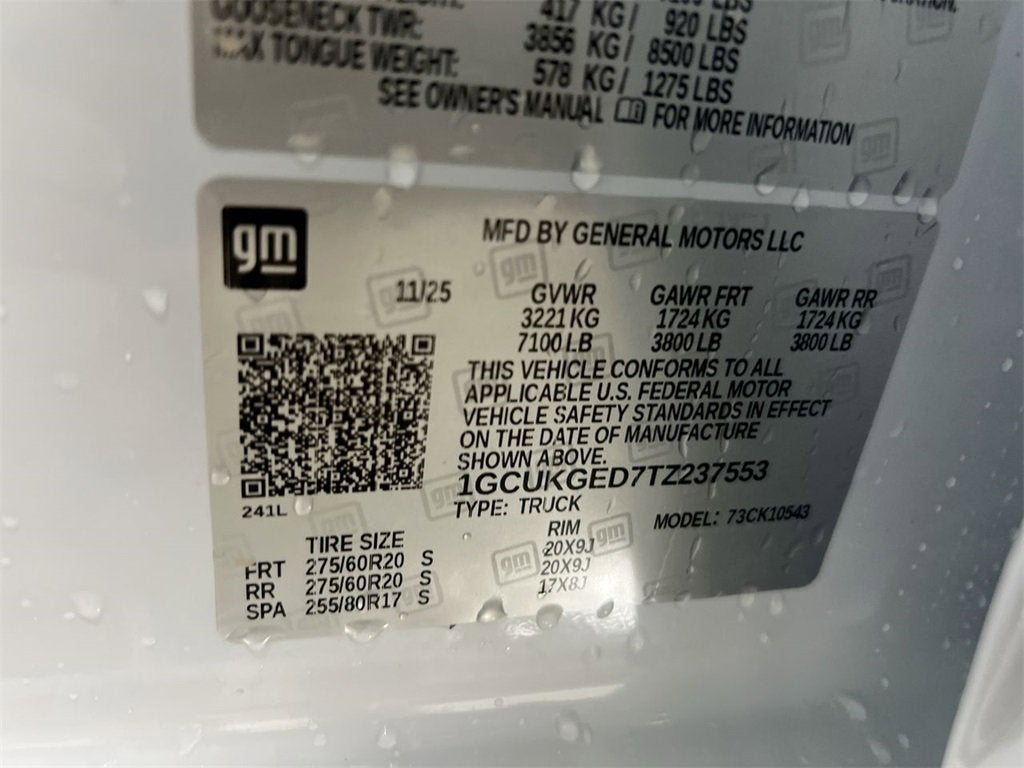 417 KG/ 920 LBS
GOOSENECK TWR: 3856 KG/ 8500 LBS
MAX TONGUE WEIGHT: 578 KG/ 1275 LBS
SEE OWNER'S MANUAL FOR MORE INFORMATION
gm
MFD BY GENERAL MOTORS LLC
11/25 GVWR GAWR FRT GAWR RR
3221 KG 1724 KG 1724 KG
7100 LB 3800 LB 3800 LB
THIS VEHICLE CONFORMS TO ALL
APPLICABLE U.S. FEDERAL MOTOR
VEHICLE SAFETY STANDARDS IN EFFECT
ON THE DATE OF MANUFACTURE
SHOWN ABOVE.
1GCUKGED7TZ237553
241L
TYPE: TRUCK MODEL: 73CK10543
TIRE SIZE RIM
FRT 275/60R20 S 20X9J
RR 275/60R20 S 20X9J
SPA 255/80R17 S 17X8J